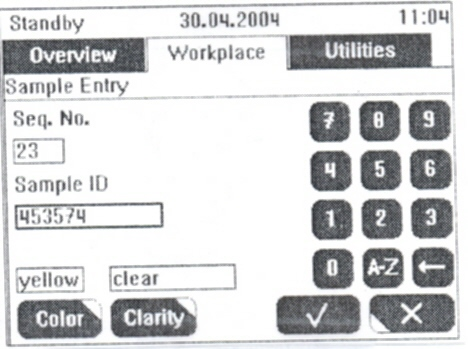 Standby 30.04.2004 11:04
Overview Workplace Utilities
Sample Entry
Seq. No.
23
Sample ID
453574
yellow clear
Color Clarity
7 8 9
4 5 6
1 2 3
0 A-Z ←
✓ ✕